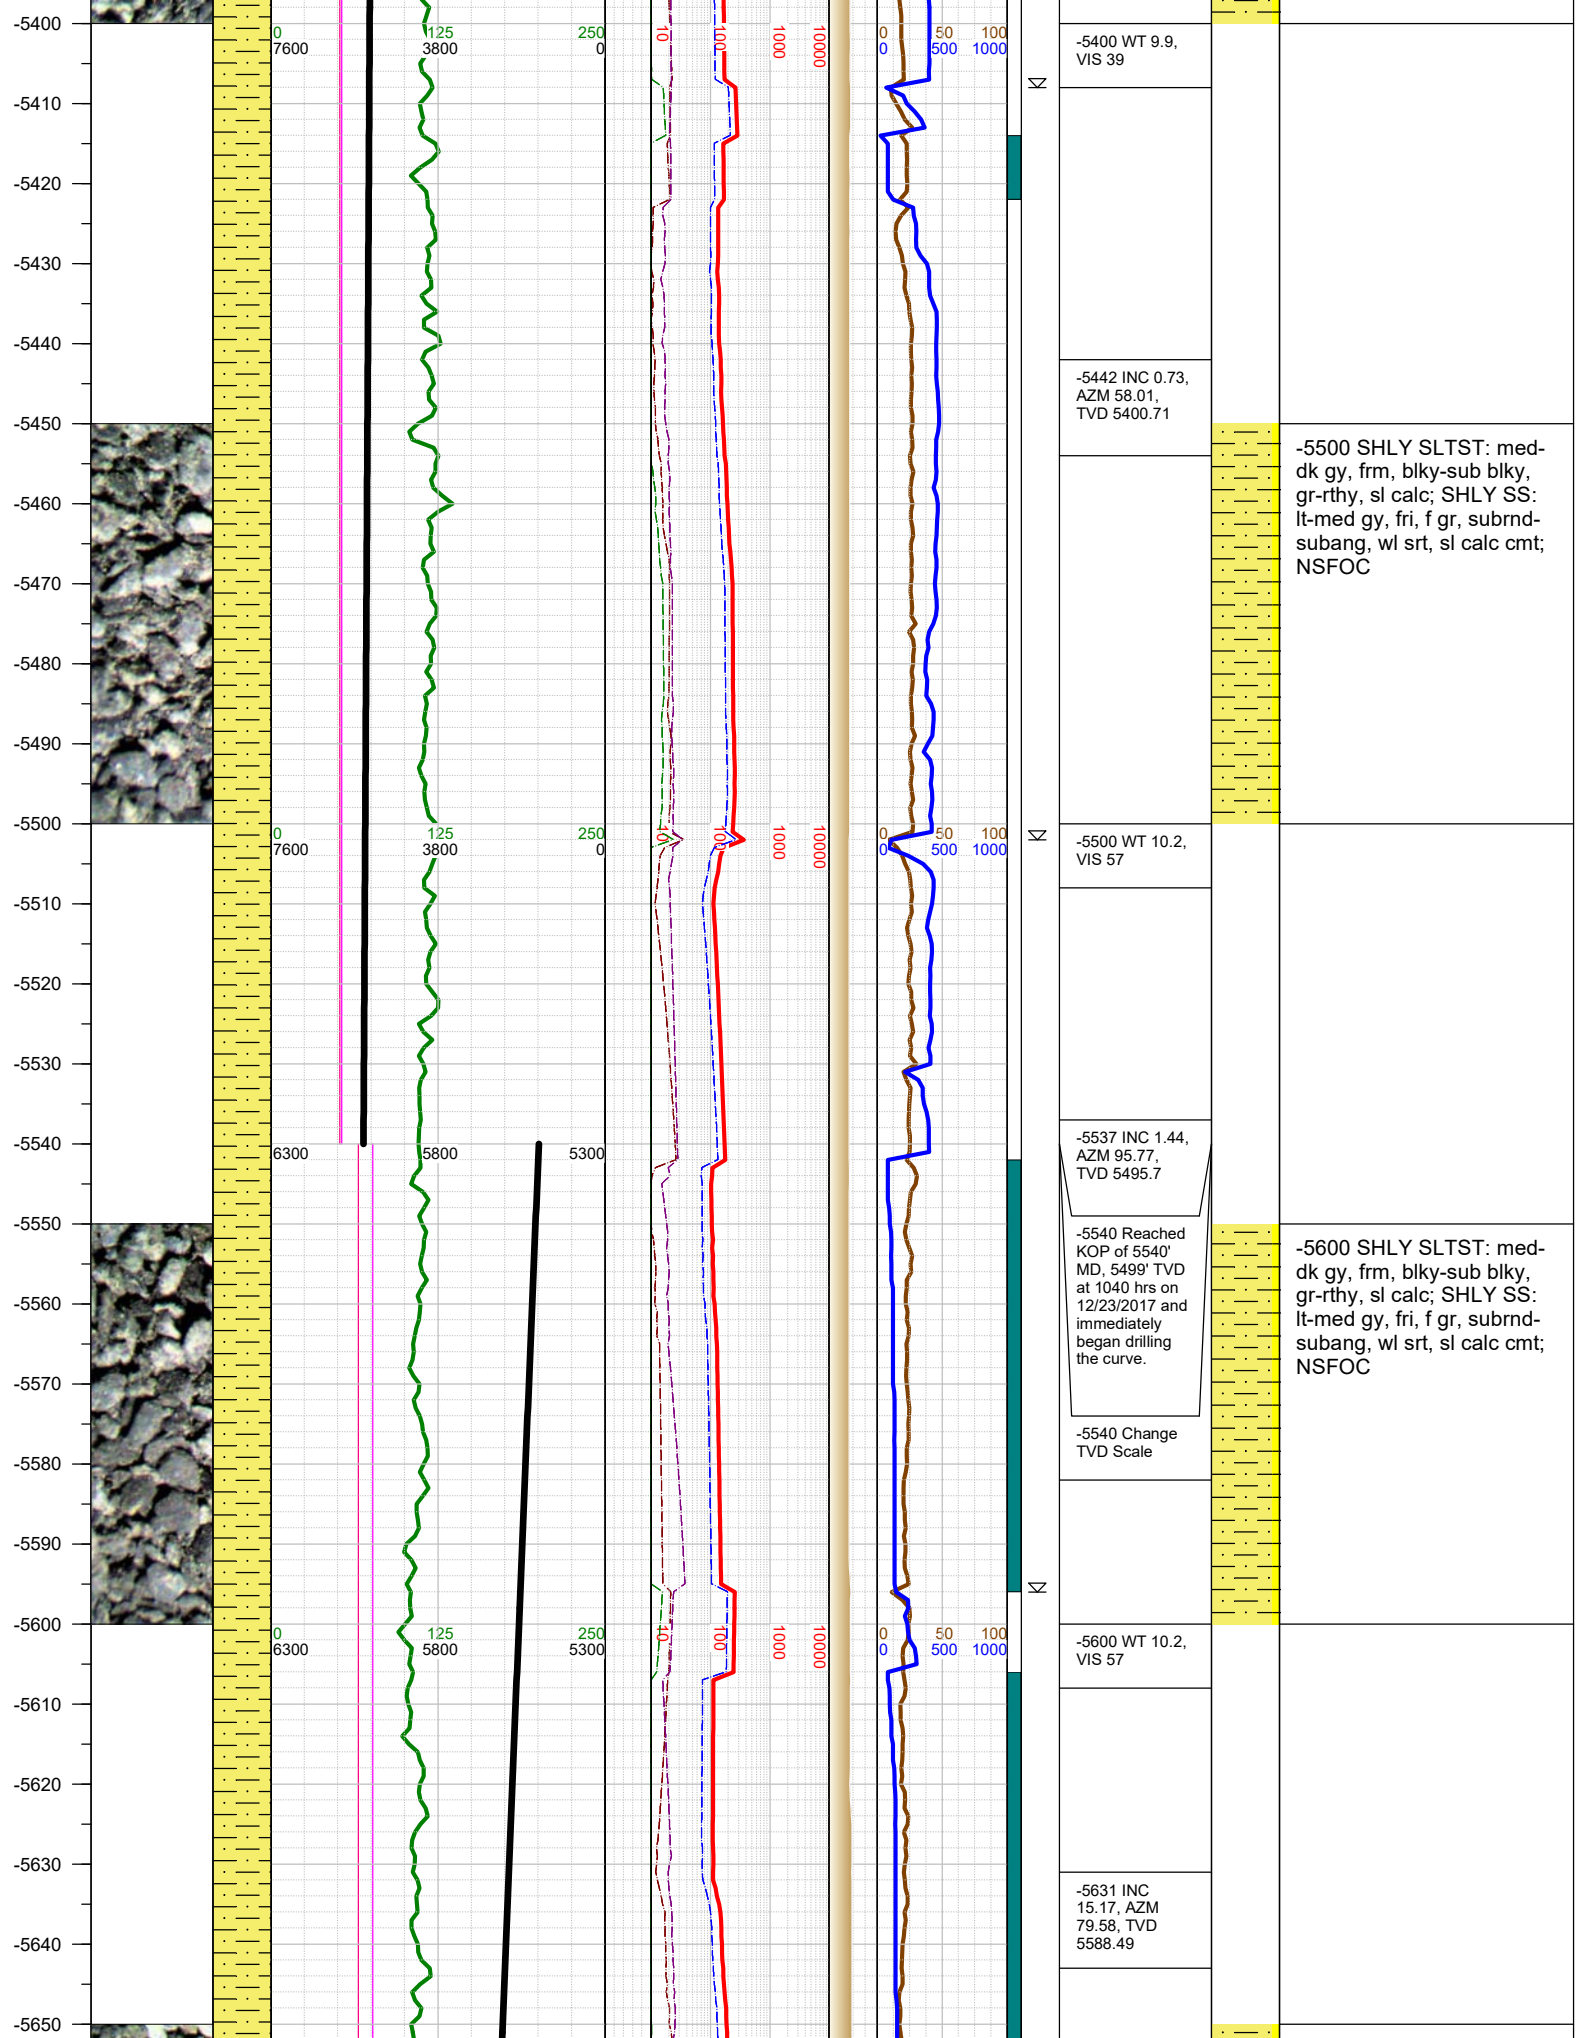 -5400
0 125 250
7600 3800 0
10 100 1000 10000
0 50 100
0 500 1000
-5400 WT 9.9,
VIS 39
-5410
-5420
-5430
-5440
-5442 INC 0.73,
AZM 58.01,
TVD 5400.71
-5450
-5500 SHLY SLTST: med-
dk gy, frm, blky-sub blky,
gr-rthy, sl calc; SHLY SS:
lt-med gy, fri, f gr, subrnd-
subang, wl srt, sl calc cmt;
NSFOC
-5460
-5470
-5480
-5490
-5500
0 125 250
7600 3800 0
10 100 1000 10000
0 50 100
0 500 1000
-5500 WT 10.2,
VIS 57
-5510
-5520
-5530
-5540
6300 5800 5300
-5537 INC 1.44,
AZM 95.77,
TVD 5495.7
-5550
-5540 Reached
KOP of 5540'
MD, 5499' TVD
at 1040 hrs on
12/23/2017 and
immediately
began drilling
the curve.
-5600 SHLY SLTST: med-
dk gy, frm, blky-sub blky,
gr-rthy, sl calc; SHLY SS:
lt-med gy, fri, f gr, subrnd-
subang, wl srt, sl calc cmt;
NSFOC
-5560
-5570
-5540 Change
TVD Scale
-5580
-5590
-5600
0 125 250
6300 5800 5300
10 100 1000 10000
0 50 100
0 500 1000
-5600 WT 10.2,
VIS 57
-5610
-5620
-5630
-5631 INC
15.17, AZM
79.58, TVD
5588.49
-5640
-5650